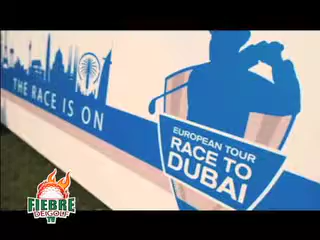 THE RACE IS ON
EUROPEAN TOUR
RACE TO
DUBAI
FIEBRE
DE GOLF
TV